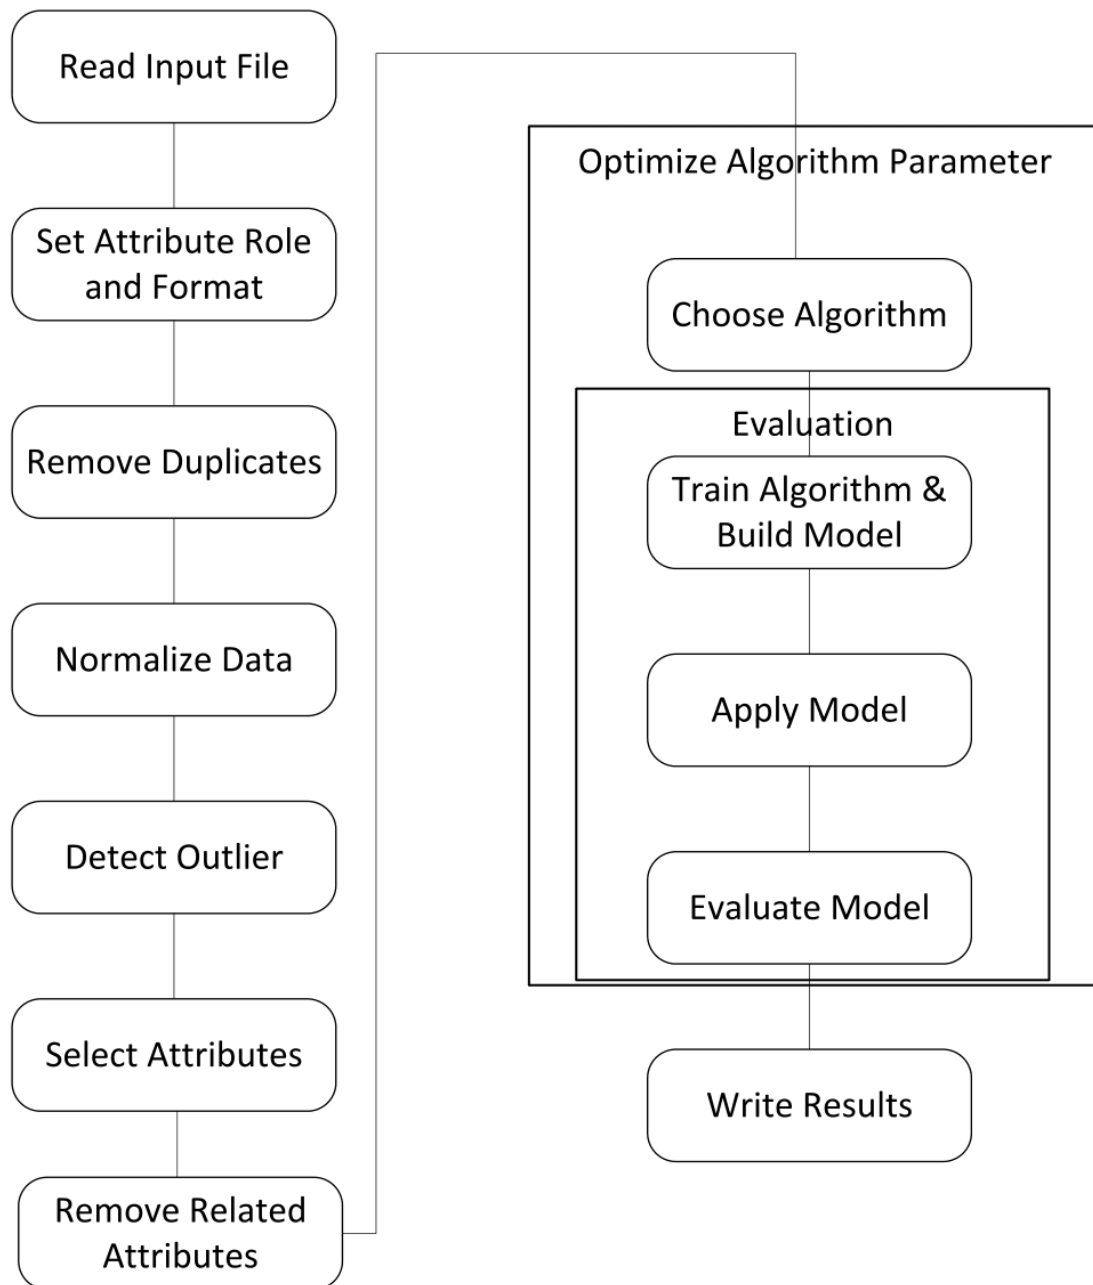 Read Input File
Set Attribute Role
and Format
Remove Duplicates
Normalize Data
Detect Outlier
Select Attributes
Remove Related
Attributes
Optimize Algorithm Parameter
Choose Algorithm
Evaluation
Train Algorithm &
Build Model
Apply Model
Evaluate Model
Write Results